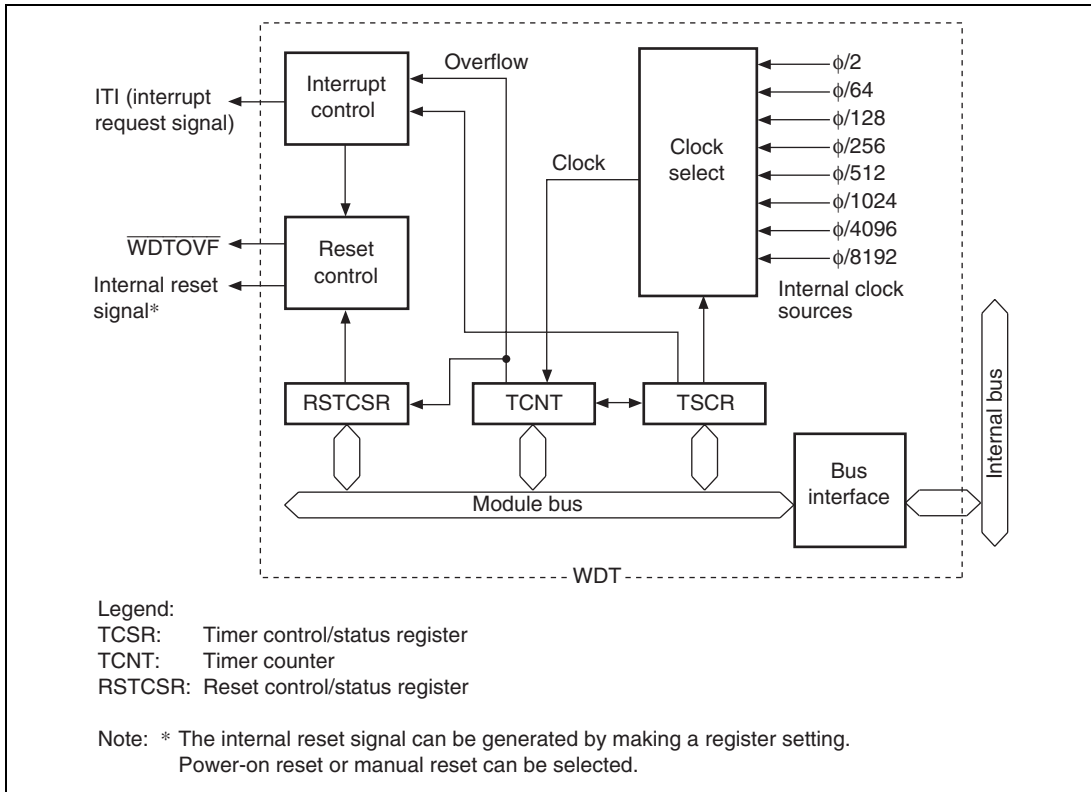 Overflow
Interrupt
control
ITI (interrupt
request signal)
Clock
Clock
select
ϕ/2
ϕ/64
ϕ/128
ϕ/256
ϕ/512
ϕ/1024
ϕ/4096
ϕ/8192
Internal clock
sources
W̅D̅T̅O̅V̅F̅
Internal reset
signal*
Reset
control
RSTCSR
TCNT
TSCR
Module bus
Bus
interface
Internal bus
WDT
Legend:
TCSR: Timer control/status register
TCNT: Timer counter
RSTCSR: Reset control/status register
Note: * The internal reset signal can be generated by making a register setting.
Power-on reset or manual reset can be selected.